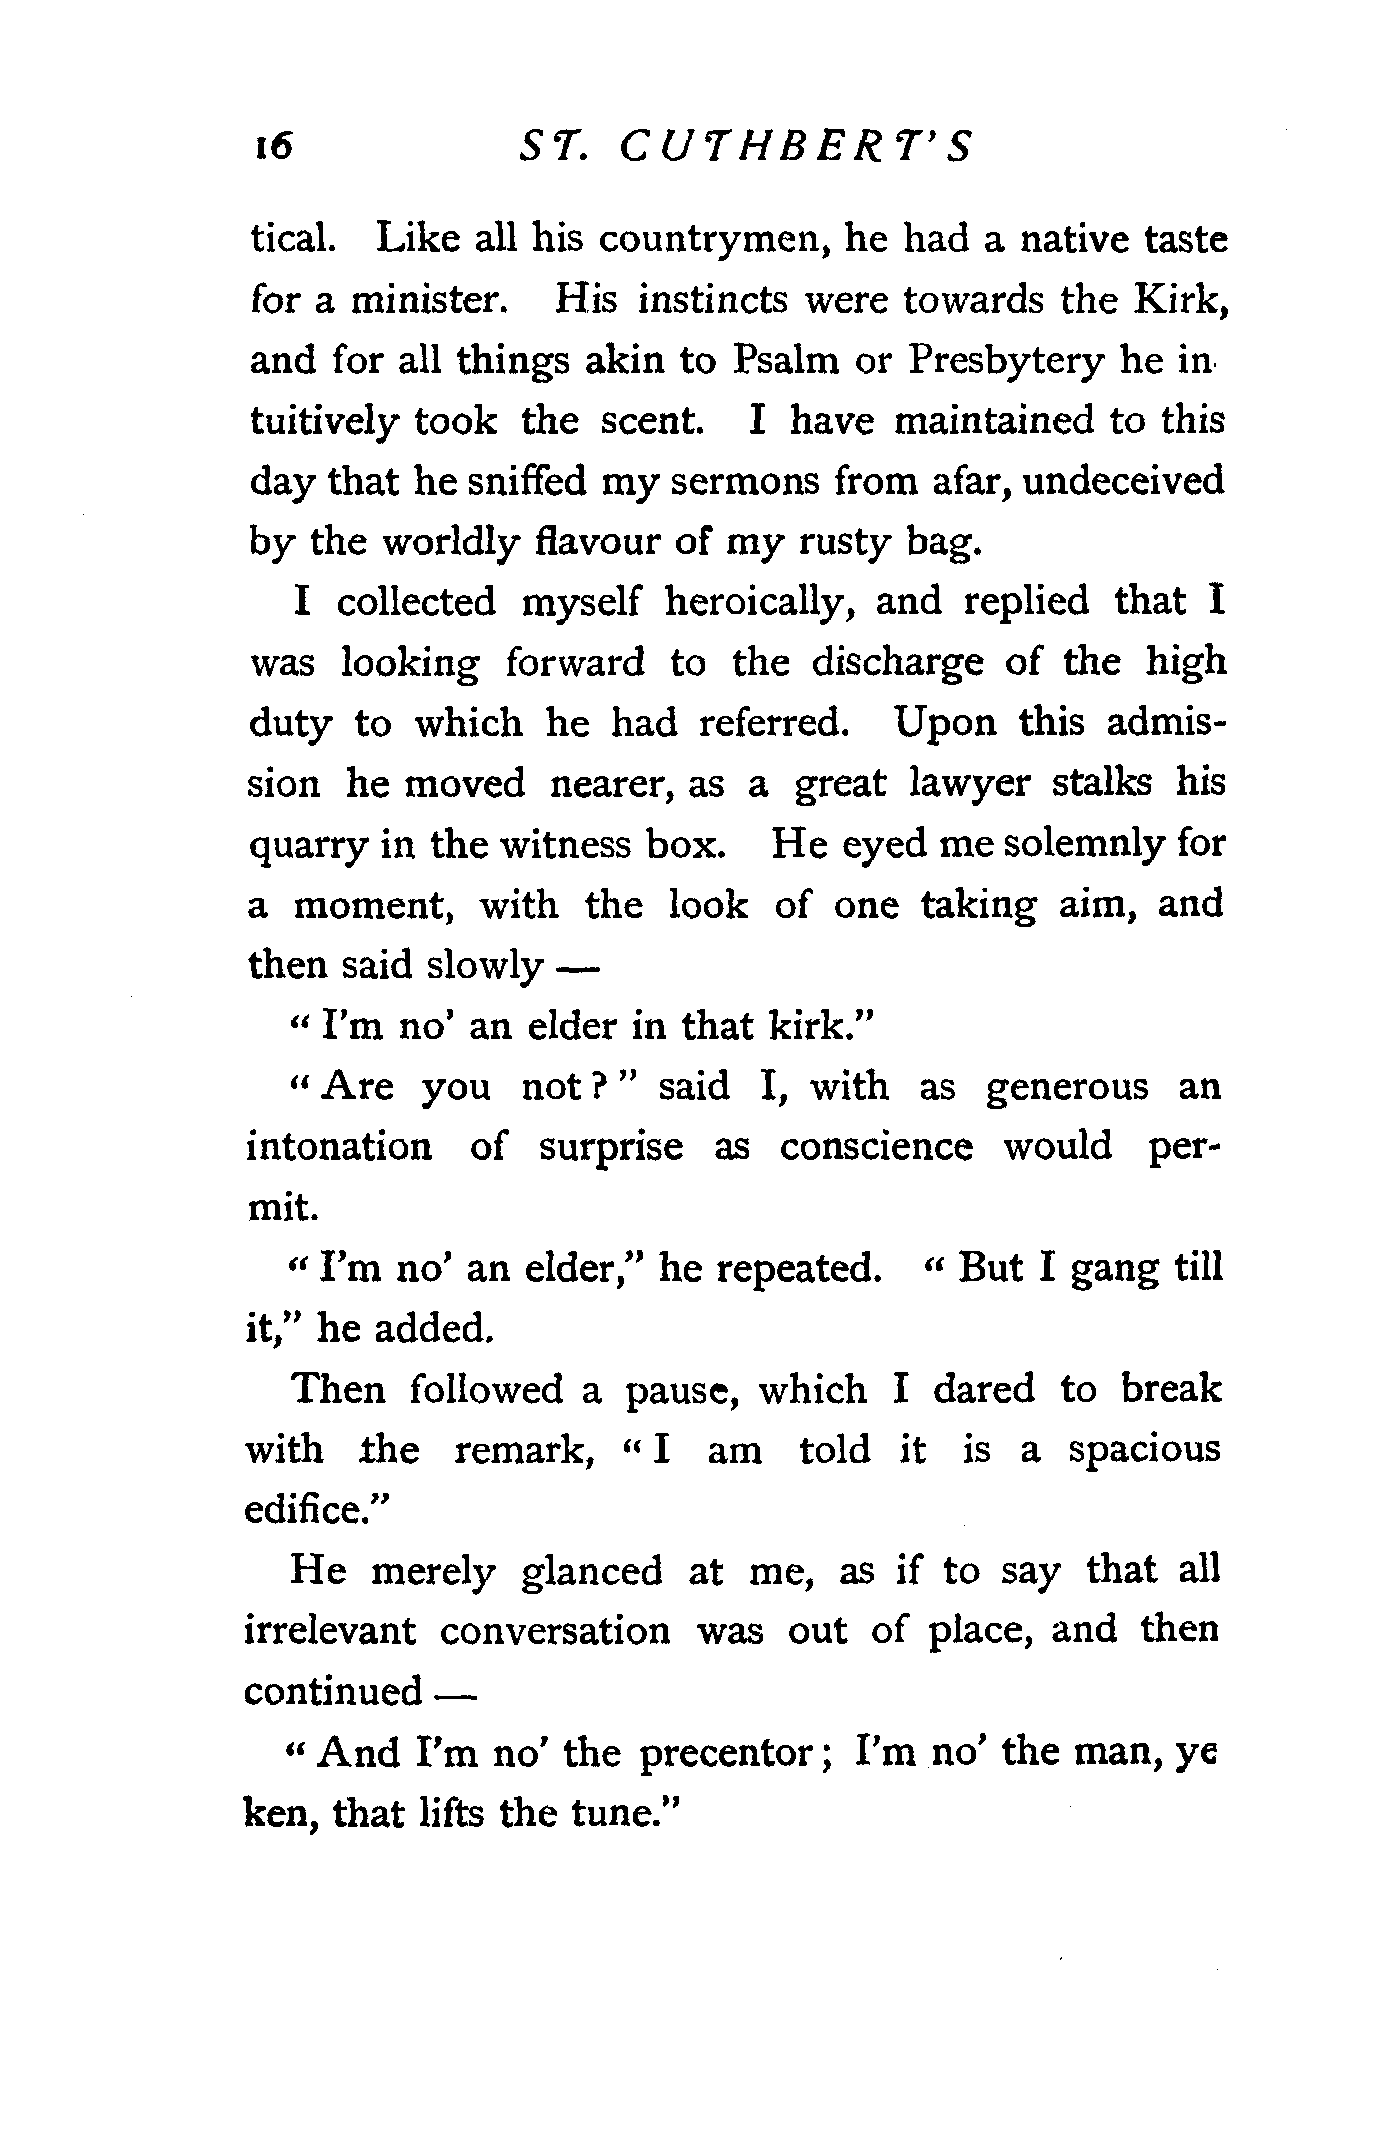 16 ST. CUTHBERT'S
tical. Like all his countrymen, he had a native taste
for a minister. His instincts were towards the Kirk,
and for all things akin to Psalm or Presbytery he in-
tuitively took the scent. I have maintained to this
day that he sniffed my sermons from afar, undeceived
by the worldly flavour of my rusty bag.
I collected myself heroically, and replied that I
was looking forward to the discharge of the high
duty to which he had referred. Upon this admis-
sion he moved nearer, as a great lawyer stalks his
quarry in the witness box. He eyed me solemnly for
a moment, with the look of one taking aim, and
then said slowly —
"I'm no' an elder in that kirk."
"Are you not?" said I, with as generous an
intonation of surprise as conscience would per-
mit.
"I'm no' an elder," he repeated. "But I gang till
it," he added.
Then followed a pause, which I dared to break
with the remark, "I am told it is a spacious
edifice."
He merely glanced at me, as if to say that all
irrelevant conversation was out of place, and then
continued —
"And I'm no' the precentor; I'm no' the man, ye
ken, that lifts the tune."